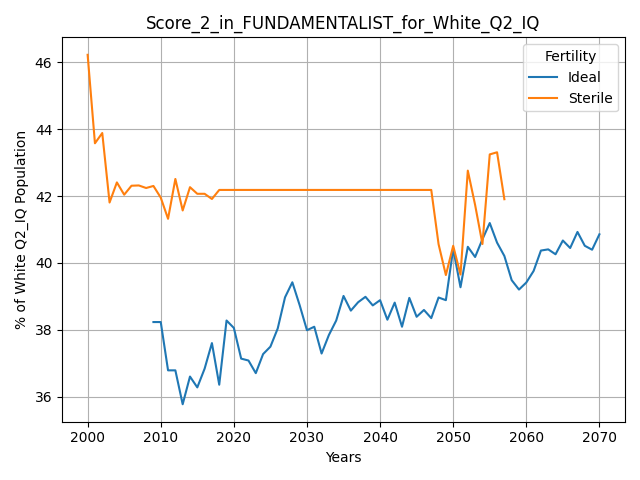 Score_2_in_FUNDAMENTALIST_for_White_Q2_IQ
Fertility
Ideal
Sterile
% of White Q2_IQ Population
46
44
42
40
38
36
2000
2010
2020
2030
2040
2050
2060
2070
Years